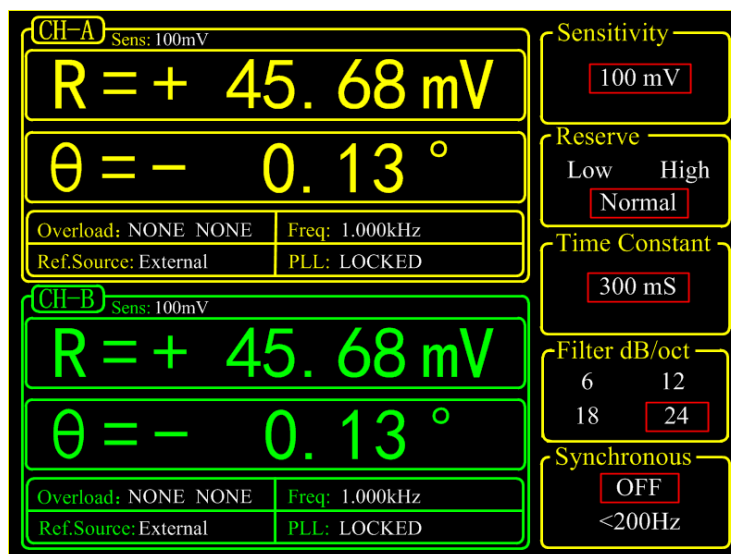 CH-A Sens: 100mV
R = + 45.68 mV
θ = - 0.13 °
Overload: NONE NONE Freq: 1.000kHz
Ref.Source: External PLL: LOCKED
CH-B Sens: 100mV
R = + 45.68 mV
θ = - 0.13 °
Overload: NONE NONE Freq: 1.000kHz
Ref.Source: External PLL: LOCKED
Sensitivity
100 mV
Reserve
Low High
Normal
Time Constant
300 mS
Filter dB/oct
6 12
18 24
Synchronous
OFF
<200Hz